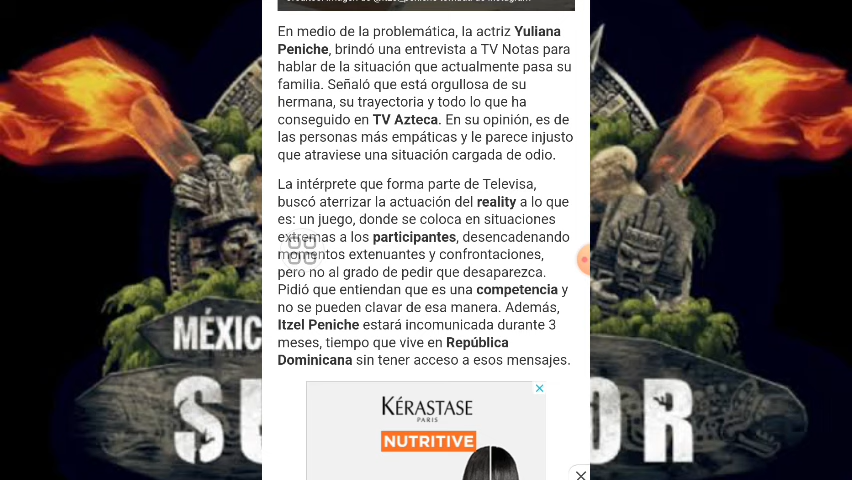 En medio de la problemática, la actriz Yuliana
Peniche, brindó una entrevista a TV Notas para
hablar de la situación que actualmente pasa su
familia. Señaló que está orgullosa de su
hermana, su trayectoria y todo lo que ha
conseguido en TV Azteca. En su opinión, es de
las personas más empáticas y le parece injusto
que atraviese una situación cargada de odio.
La intérprete que forma parte de Televisa,
buscó aterrizar la actuación del reality a lo que
es: un juego, donde se coloca en situaciones
extremas a los participantes, desencadenando
momentos extenuantes y confrontaciones,
pero no al grado de pedir que desaparezca.
Pidió que entiendan que es una competencia y
no se pueden clavar de esa manera. Además,
Itzel Peniche estará incomunicada durante 3
meses, tiempo que vive en República
Dominicana sin tener acceso a esos mensajes.
MÉXIC
SU
OR
KÉRASTASE
PARIS
NUTRITIVE